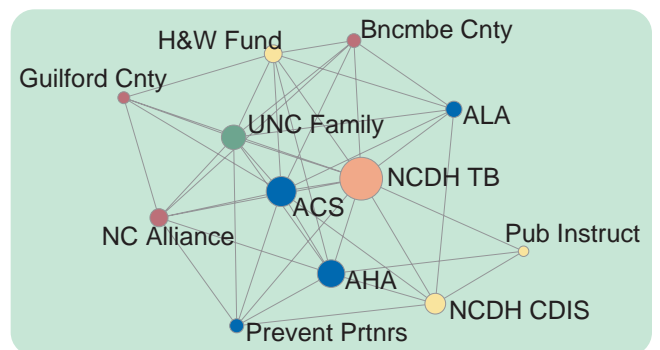 H&W Fund
Bncmbe Cnty
Guilford Cnty
UNC Family
ALA
NCDH TB
ACS
NC Alliance
Pub Instruct
AHA
NCDH CDIS
Prevent Prtnrs